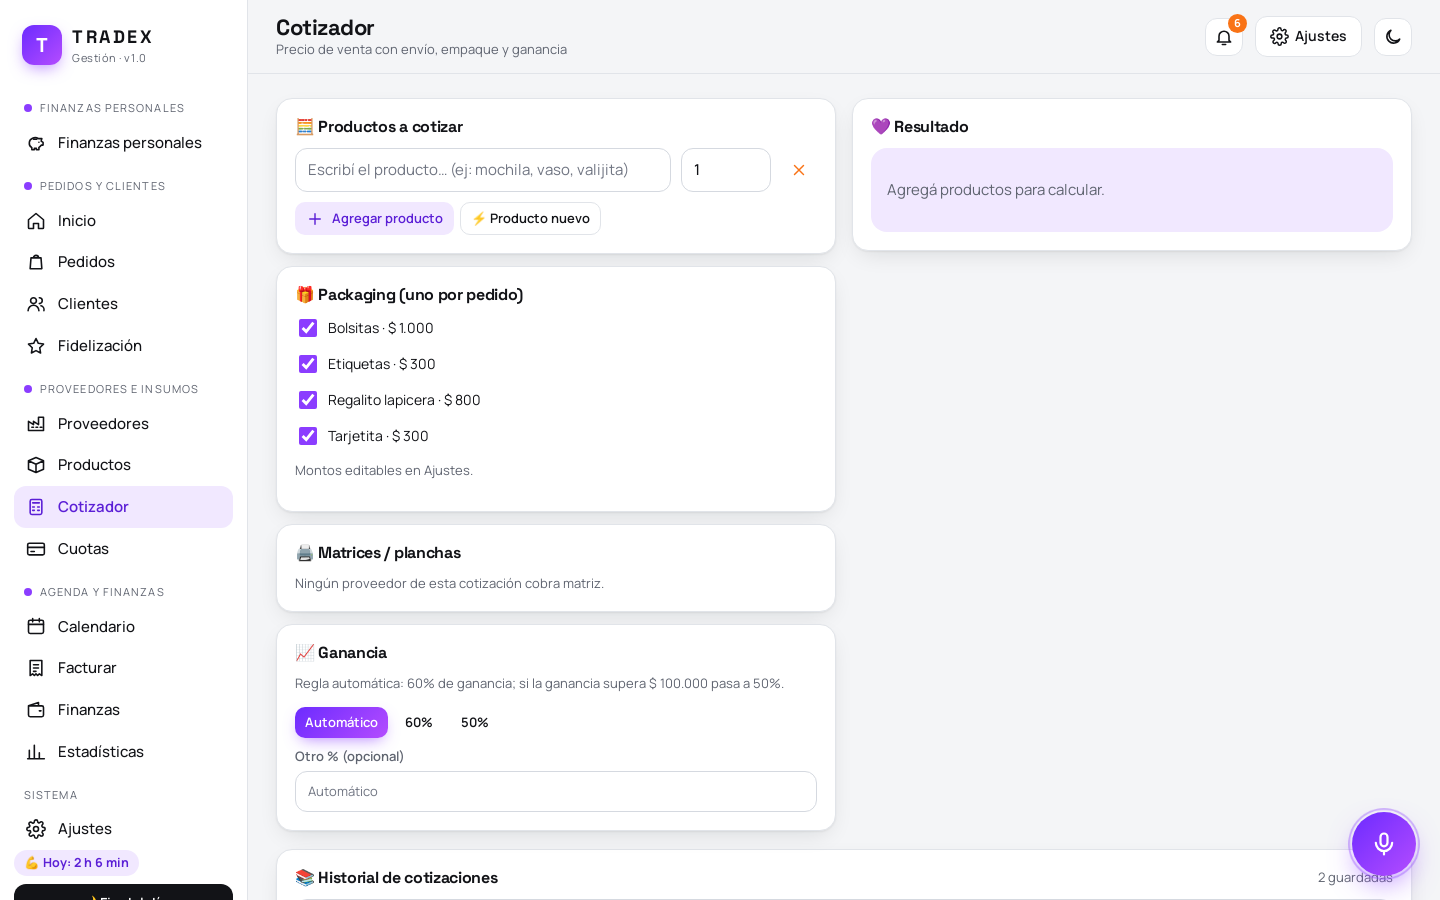 T
TRADEX
Gestión · v1.0
FINANZAS PERSONALES
Finanzas personales
PEDIDOS Y CLIENTES
Inicio
Pedidos
Clientes
Fidelización
PROVEEDORES E INSUMOS
Proveedores
Productos
Cotizador
Cuotas
AGENDA Y FINANZAS
Calendario
Facturar
Finanzas
Estadísticas
SISTEMA
Ajustes
💪 Hoy: 2 h 6 min
Cotizador
Precio de venta con envío, empaque y ganancia
6
Ajustes
🧮 Productos a cotizar
Escribí el producto... (ej: mochila, vaso, valijita)
1
Agregar producto
⚡ Producto nuevo
🎁 Packaging (uno por pedido)
Bolsitas · $ 1.000
Etiquetas · $ 300
Regalito lapicera · $ 800
Tarjetita · $ 300
Montos editables en Ajustes.
🖨️ Matrices / planchas
Ningún proveedor de esta cotización cobra matriz.
📈 Ganancia
Regla automática: 60% de ganancia; si la ganancia supera $ 100.000 pasa a 50%.
Automático
60%
50%
Otro % (opcional)
Automático
💜 Resultado
Agregá productos para calcular.
📚 Historial de cotizaciones
2 guardadas